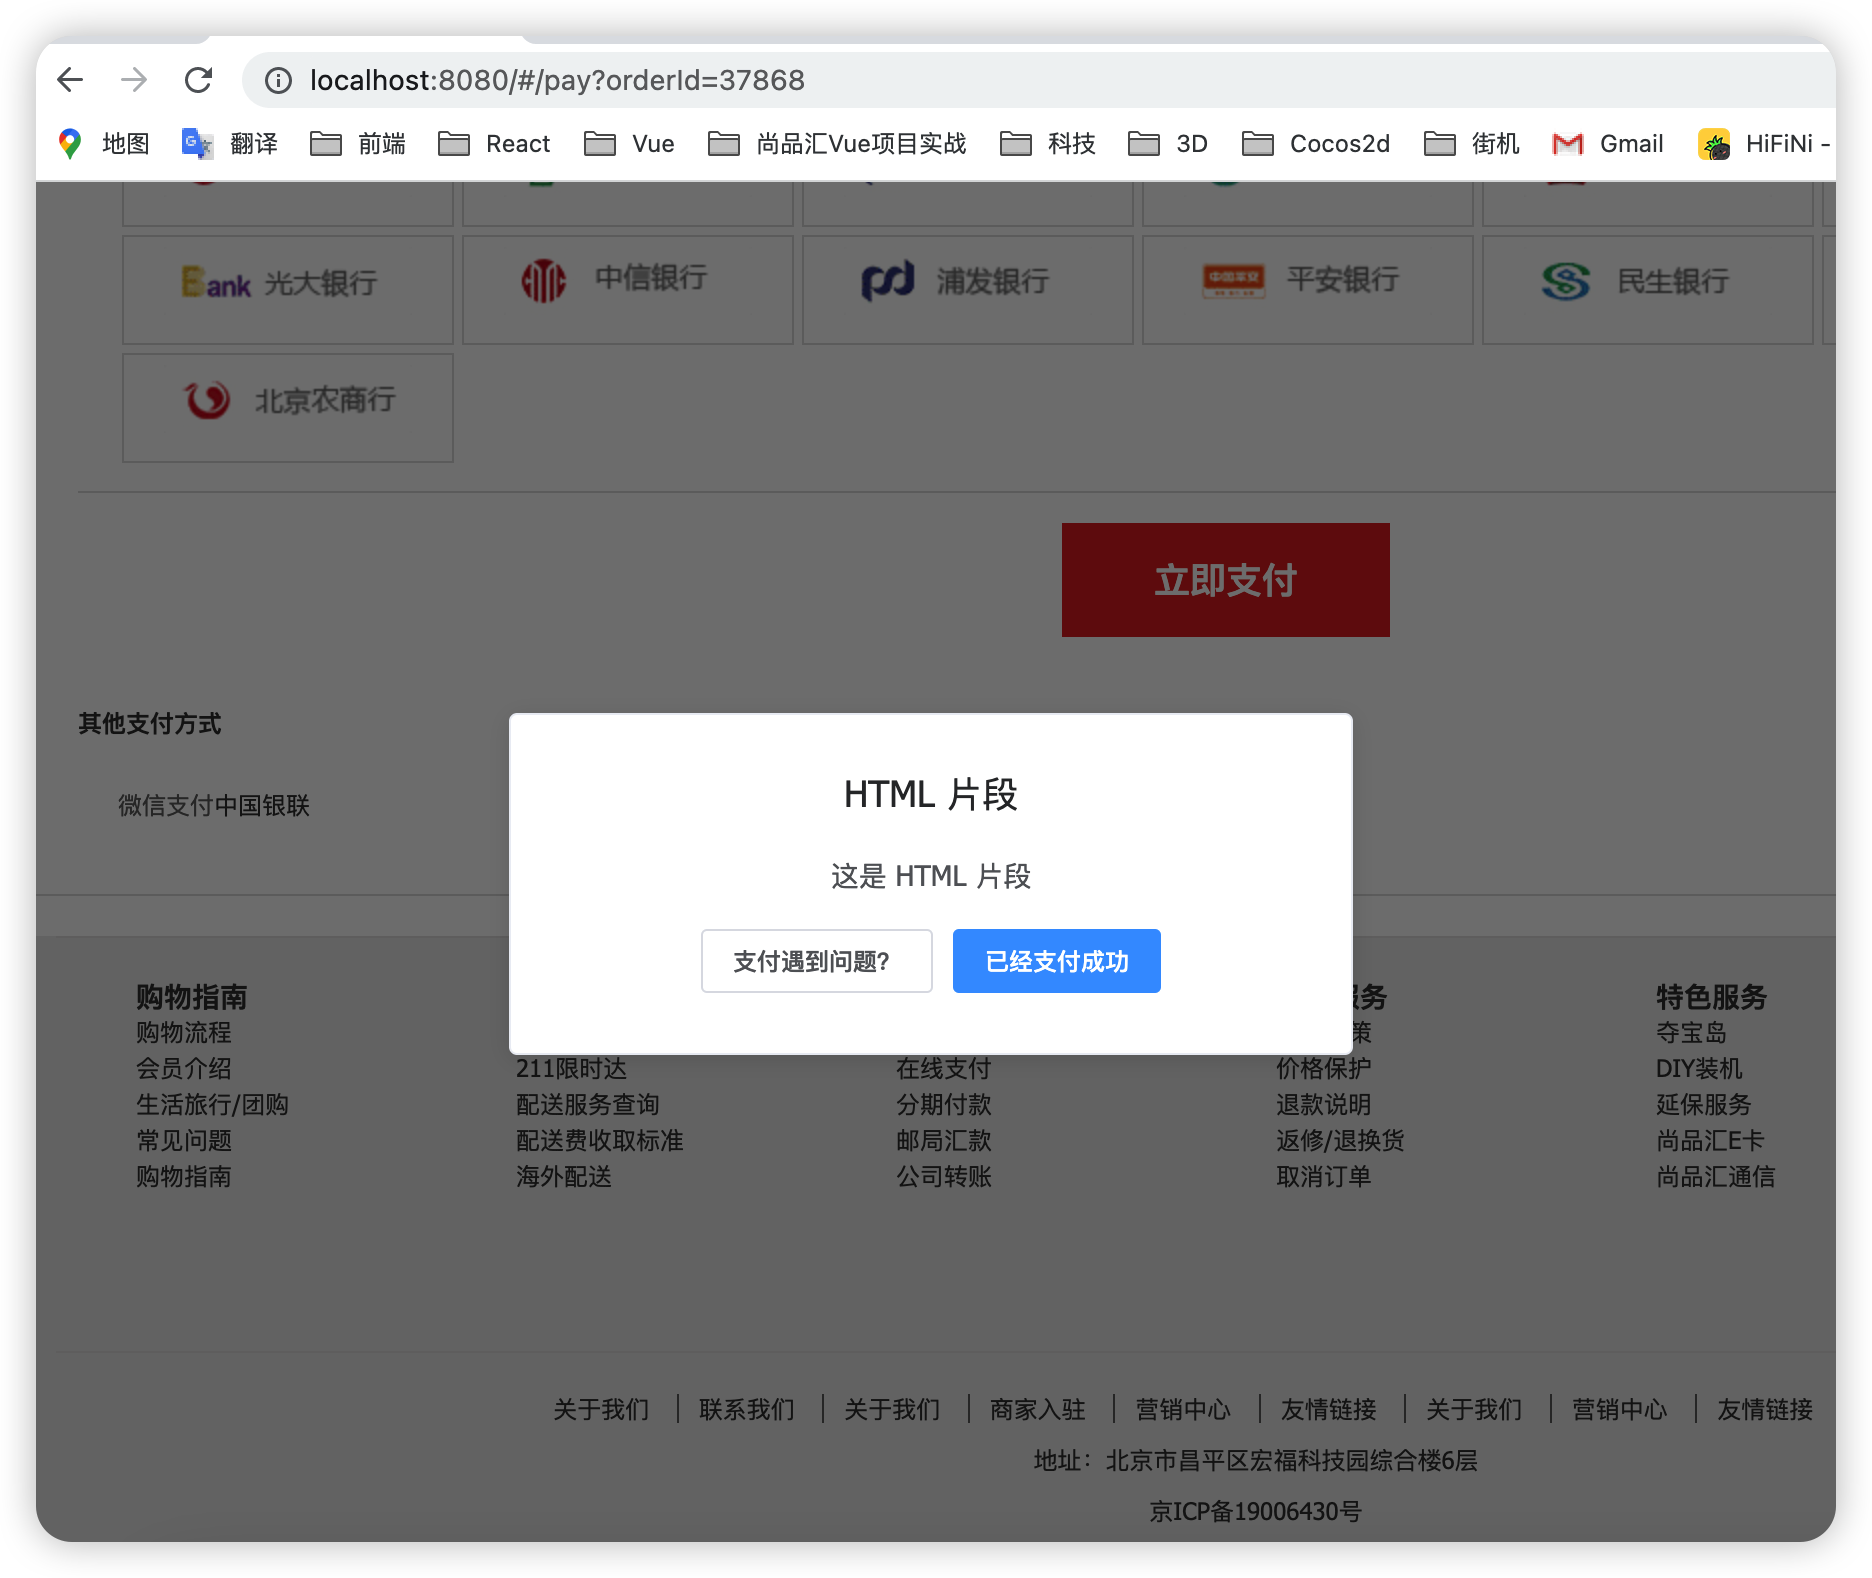 localhost:8080/#/pay?orderId=37868
地图 翻译 前端 React Vue 尚品汇Vue项目实战 科技 3D Cocos2d 街机 Gmail HiFiNi -
Bank 光大银行 中信银行 浦发银行 中国平安 平安银行 民生银行
北京农商行
立即支付
其他支付方式
微信支付中国银联
HTML 片段
这是 HTML 片段
支付遇到问题?
已经支付成功
购物指南
购物流程
会员介绍
生活旅行/团购
常见问题
购物指南
211限时达
配送服务查询
配送费收取标准
海外配送
在线支付
分期付款
邮局汇款
公司转账
服务
策
价格保护
退款说明
返修/退换货
取消订单
特色服务
夺宝岛
DIY装机
延保服务
尚品汇E卡
尚品汇通信
关于我们 联系我们 关于我们 商家入驻 营销中心 友情链接 关于我们 营销中心 友情链接
地址：北京市昌平区宏福科技园综合楼6层
京ICP备19006430号